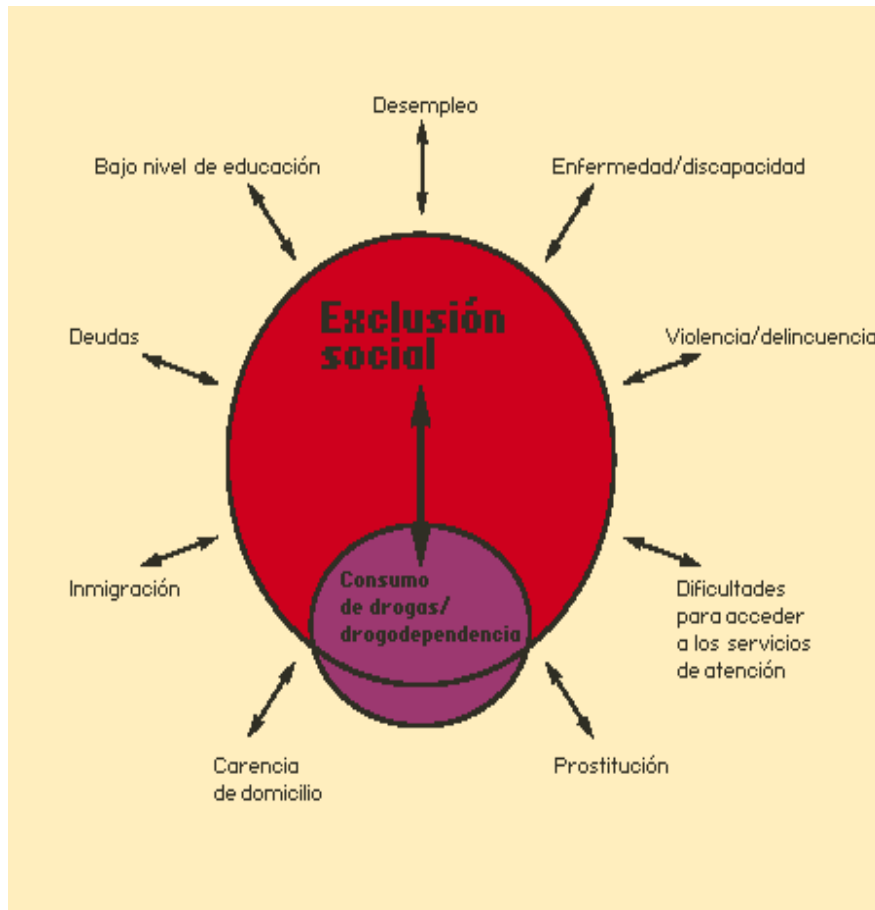 Desempleo
Bajo nivel de educación
Enfermedad/discapacidad
Exclusión
social
Deudas
Violencia/delincuencia
Consumo
de drogas/
drogodependencia
Inmigración
Dificultades
para acceder
a los servicios
de atención
Carencia
de domicilio
Prostitución